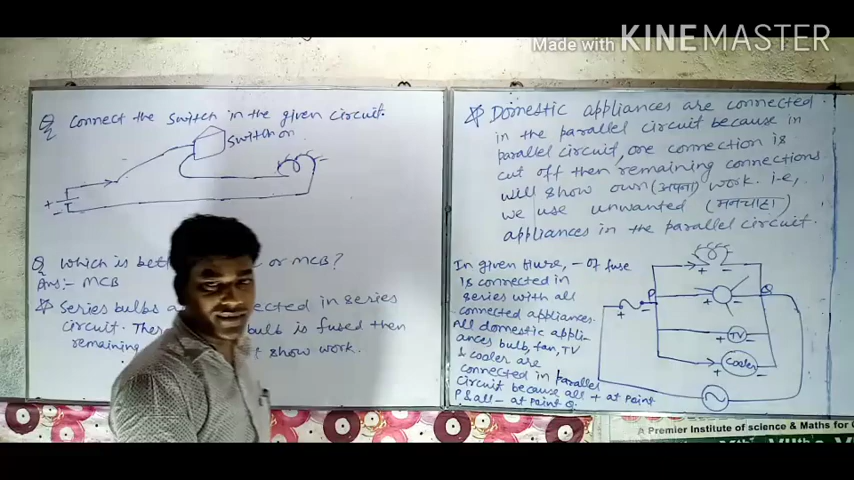 Made with KINEMASTER
Q Connect the switch in the given circuit.
switch on
+
-
Q Which is bet or MCB?
Ans:- MCB
Series bulbs a ected in series
circuit. The bulb is fused then
remaining t show work.
Domestic appliances are connected
in the parallel circuit because in
parallel circuit, one connection is
cut off then remaining connections
will show own (अपना) work. i.e,
we use unwanted (मनचाहा)
appliances in the parallel circuit.
In given , - of fuse
is connected in
series with all
connected appliances.
All domestic appli-
ances bulb, fan, TV
& cooler are
connected in parallel
circuit because all + at point
P & all - at point Q.
+ -
P + - Q
+
+ TV -
Cooler
+ -
A Premier Institute of science & Maths for